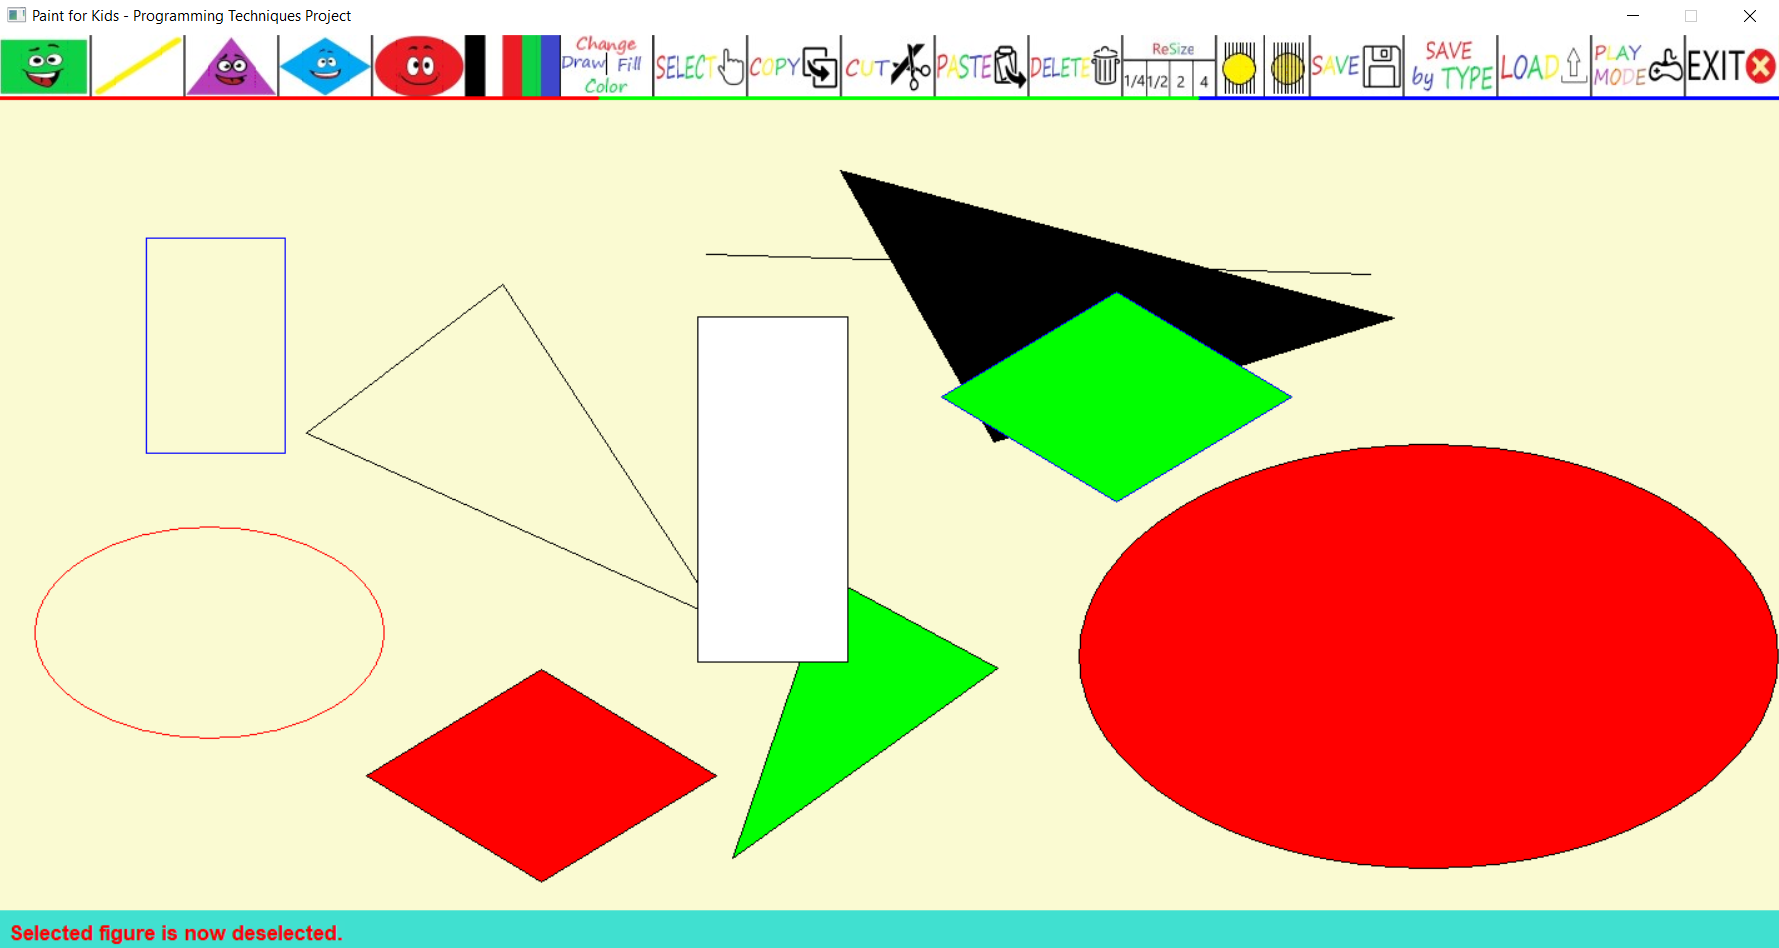 Paint for Kids - Programming Techniques Project
Change
Draw Fill
Color
SELECT
COPY
CUT
PASTE
DELETE
ReSize
1/4 1/2 2 4
SAVE
SAVE
by TYPE
LOAD
PLAY
MODE
EXIT
Selected figure is now deselected.